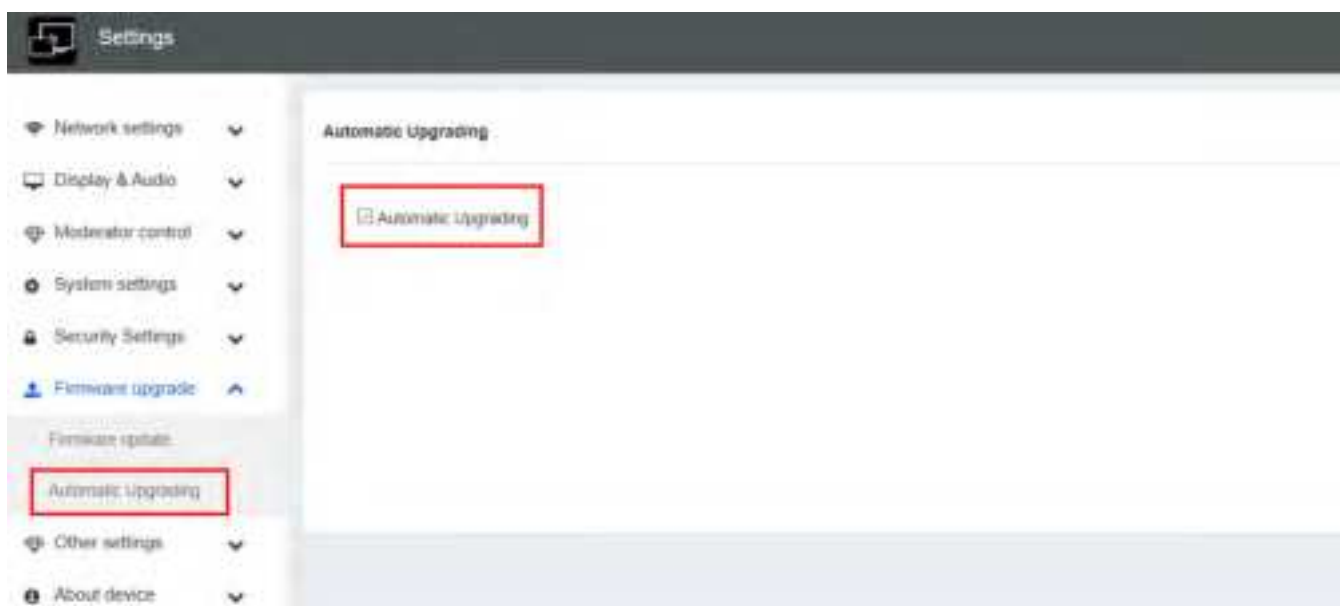 Settings
Network settings
Display & Audio
Moderator control
System settings
Security Settings
Firmware upgrade
Firmware update
Automatic Upgrading
Other settings
About device
Automatic Upgrading
Automatic Upgrading